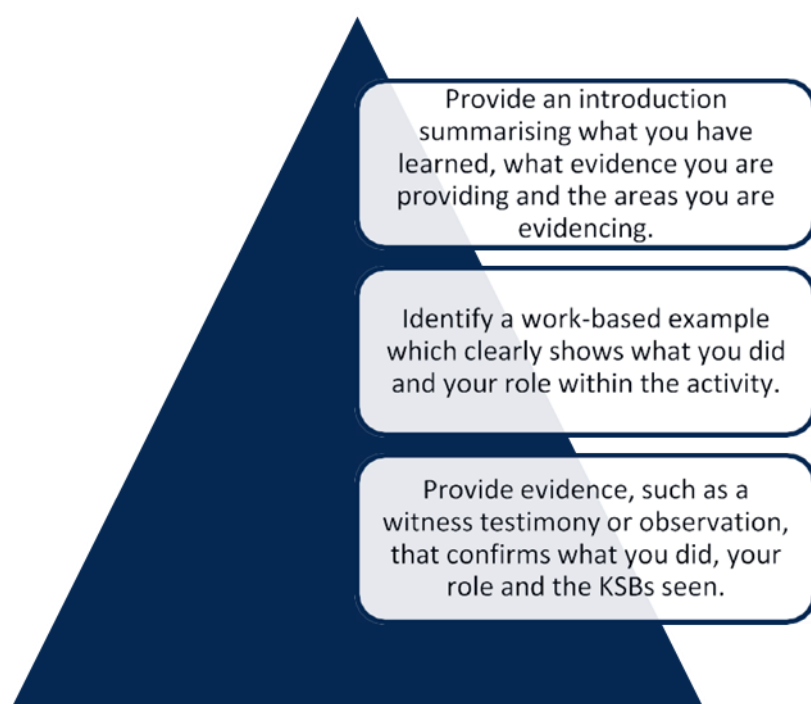 Provide an introduction
summarising what you have
learned, what evidence you are
providing and the areas you are
evidencing.
Identify a work-based example
which clearly shows what you did
and your role within the activity.
Provide evidence, such as a
witness testimony or observation,
that confirms what you did, your
role and the KSBs seen.